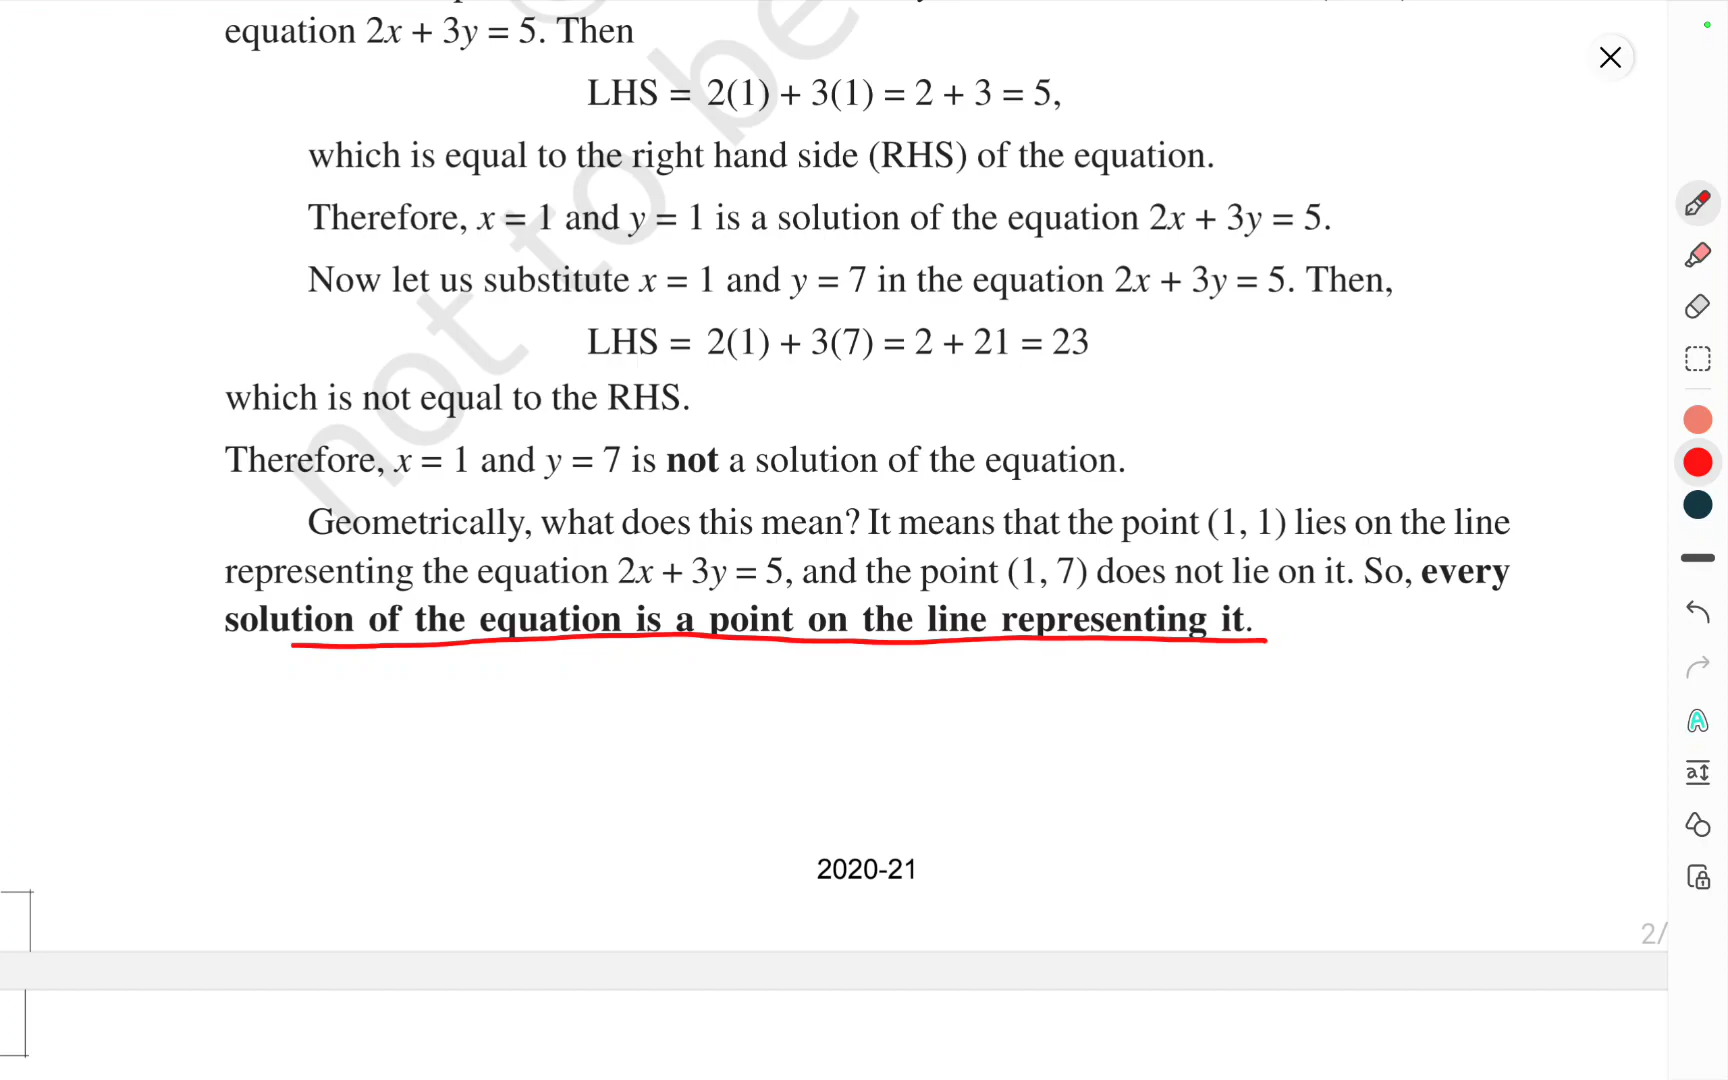 equation 2x + 3y = 5. Then
LHS = 2(1) + 3(1) = 2 + 3 = 5,
which is equal to the right hand side (RHS) of the equation.
Therefore, x = 1 and y = 1 is a solution of the equation 2x + 3y = 5.
Now let us substitute x = 1 and y = 7 in the equation 2x + 3y = 5. Then,
LHS = 2(1) + 3(7) = 2 + 21 = 23
which is not equal to the RHS.
Therefore, x = 1 and y = 7 is not a solution of the equation.
Geometrically, what does this mean? It means that the point (1, 1) lies on the line
representing the equation 2x + 3y = 5, and the point (1, 7) does not lie on it. So, every
solution of the equation is a point on the line representing it.
2020-21
2/
not to be